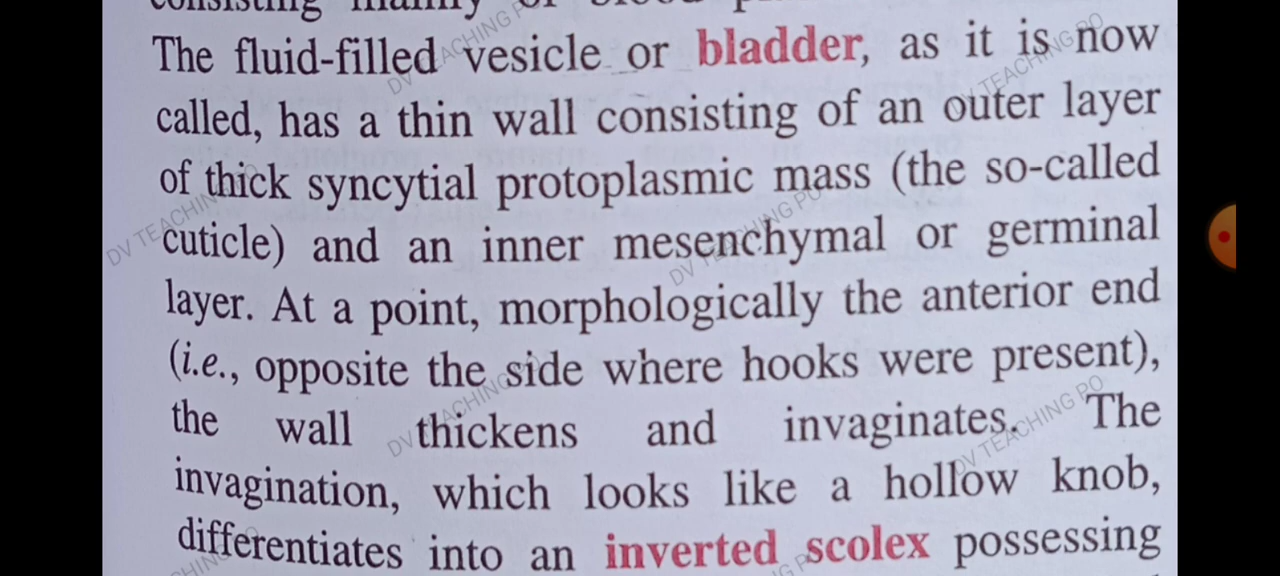 The fluid-filled vesicle or bladder, as it is now
called, has a thin wall consisting of an outer layer
of thick syncytial protoplasmic mass (the so-called
cuticle) and an inner mesenchymal or germinal
layer. At a point, morphologically the anterior end
(i.e., opposite the side where hooks were present),
the wall thickens and invaginates. The
invagination, which looks like a hollow knob,
differentiates into an inverted scolex possessing